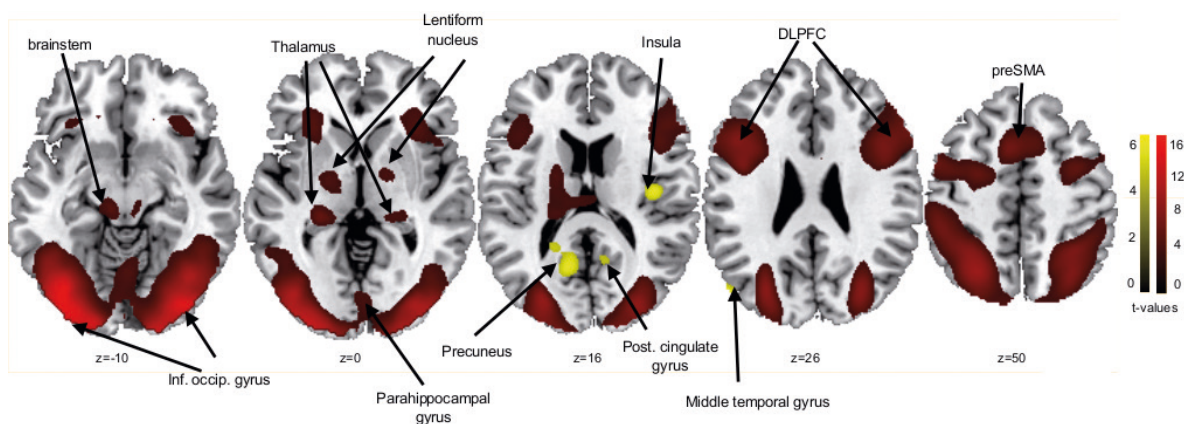 brainstem
Thalamus
Lentiform
nucleus
Insula
DLPFC
preSMA
6 16
12
4
8
2
4
0 0
t-values
Precuneus
Post. cingulate
gyrus
z=-10
z=0
z=16
z=26
z=50
Inf. occip. gyrus
Parahippocampal
gyrus
Middle temporal gyrus